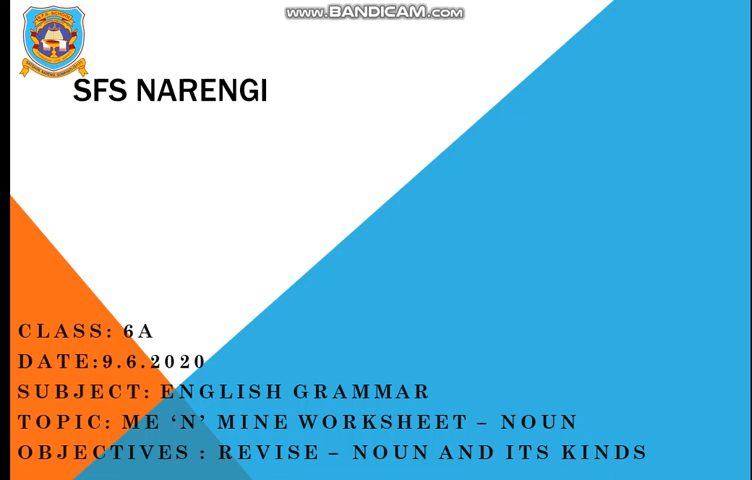 www.BANDICAM.com
SFS NARENGI
CLASS: 6A
DATE:9.6.2020
SUBJECT: ENGLISH GRAMMAR
TOPIC: ME ‘N’ MINE WORKSHEET – NOUN
OBJECTIVES : REVISE – NOUN AND ITS KINDS